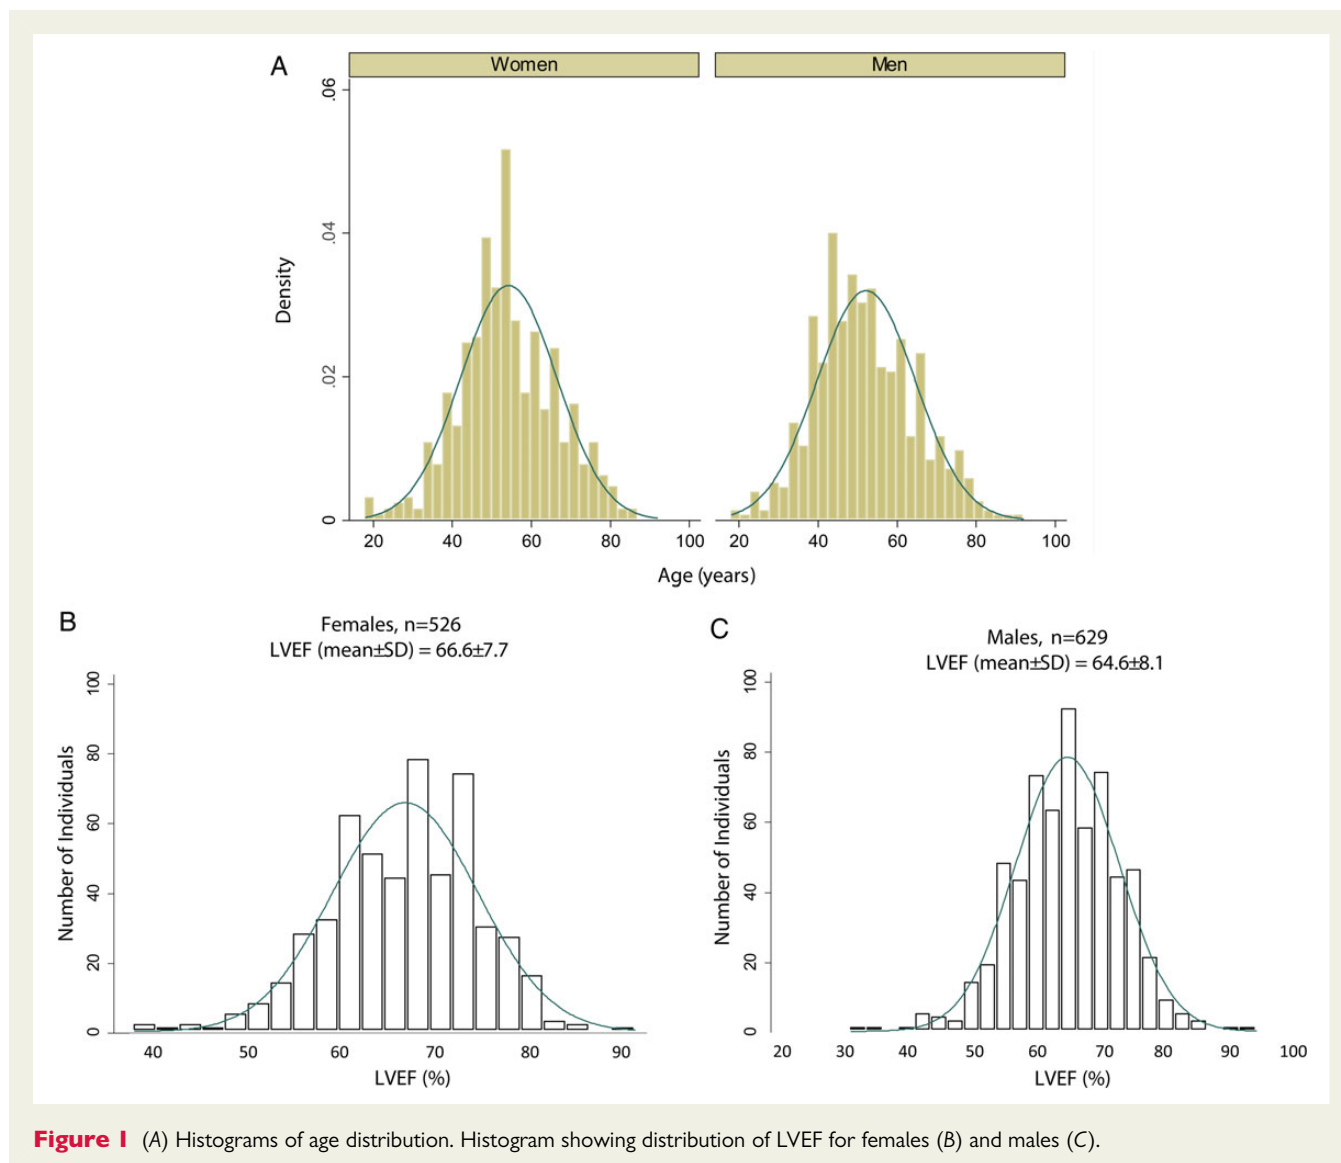 A
Women
Men
.06
.04
.02
0
Density
20 40 60 80 100
20 40 60 80 100
Age (years)
B
Females, n=526
LVEF (mean±SD) = 66.6±7.7
100
80
60
40
20
0
Number of Individuals
40 50 60 70 80 90
LVEF (%)
C
Males, n=629
LVEF (mean±SD) = 64.6±8.1
100
80
60
40
20
0
Number of Individuals
20 30 40 50 60 70 80 90 100
LVEF (%)
Figure 1 (A) Histograms of age distribution. Histogram showing distribution of LVEF for females (B) and males (C).